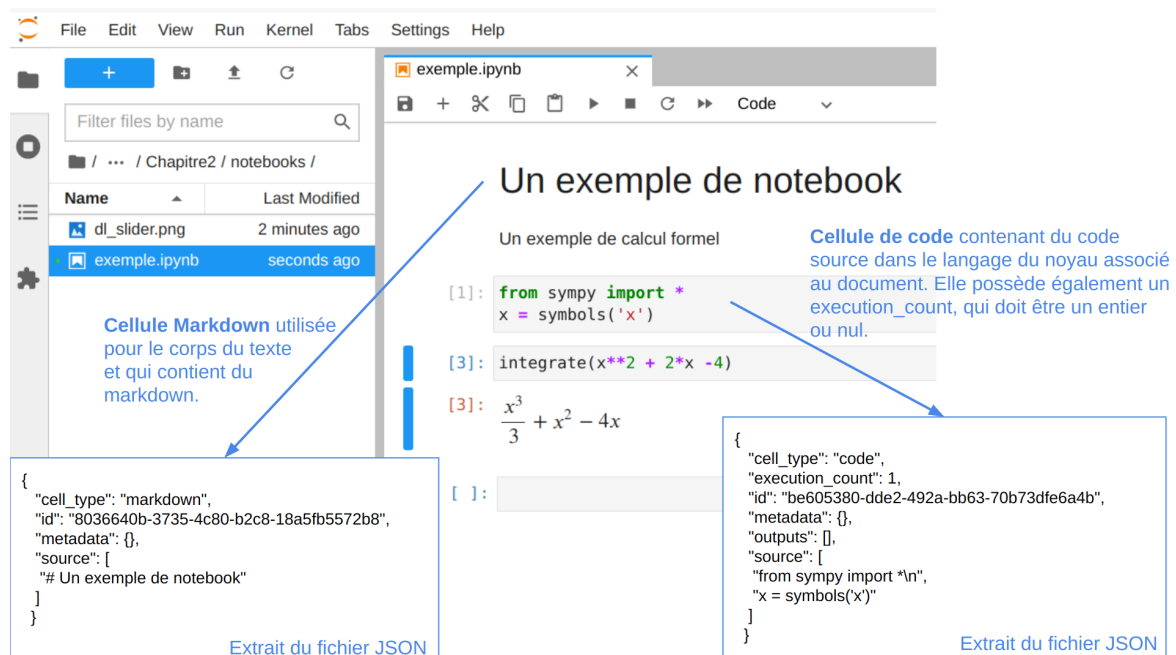 File Edit View Run Kernel Tabs Settings Help
exemple.ipynb
Filter files by name
Code
/ ··· / Chapitre2 / notebooks /
Name Last Modified
dl_slider.png 2 minutes ago
exemple.ipynb seconds ago
Un exemple de notebook
Un exemple de calcul formel
[1]: from sympy import *
x = symbols('x')
[3]: integrate(x**2 + 2*x -4)
[3]: x³/3 + x² − 4x
[ ]:
Cellule Markdown utilisée
pour le corps du texte
et qui contient du
markdown.
Cellule de code contenant du code
source dans le langage du noyau associé
au document. Elle possède également un
execution_count, qui doit être un entier
ou nul.
{
"cell_type": "markdown",
"id": "8036640b-3735-4c80-b2c8-18a5fb5572b8",
"metadata": {},
"source": [
"# Un exemple de notebook"
]
}
Extrait du fichier JSON
{
"cell_type": "code",
"execution_count": 1,
"id": "be605380-dde2-492a-bb63-70b73dfe6a4b",
"metadata": {},
"outputs": [],
"source": [
"from sympy import *\n",
"x = symbols('x')"
]
}
Extrait du fichier JSON